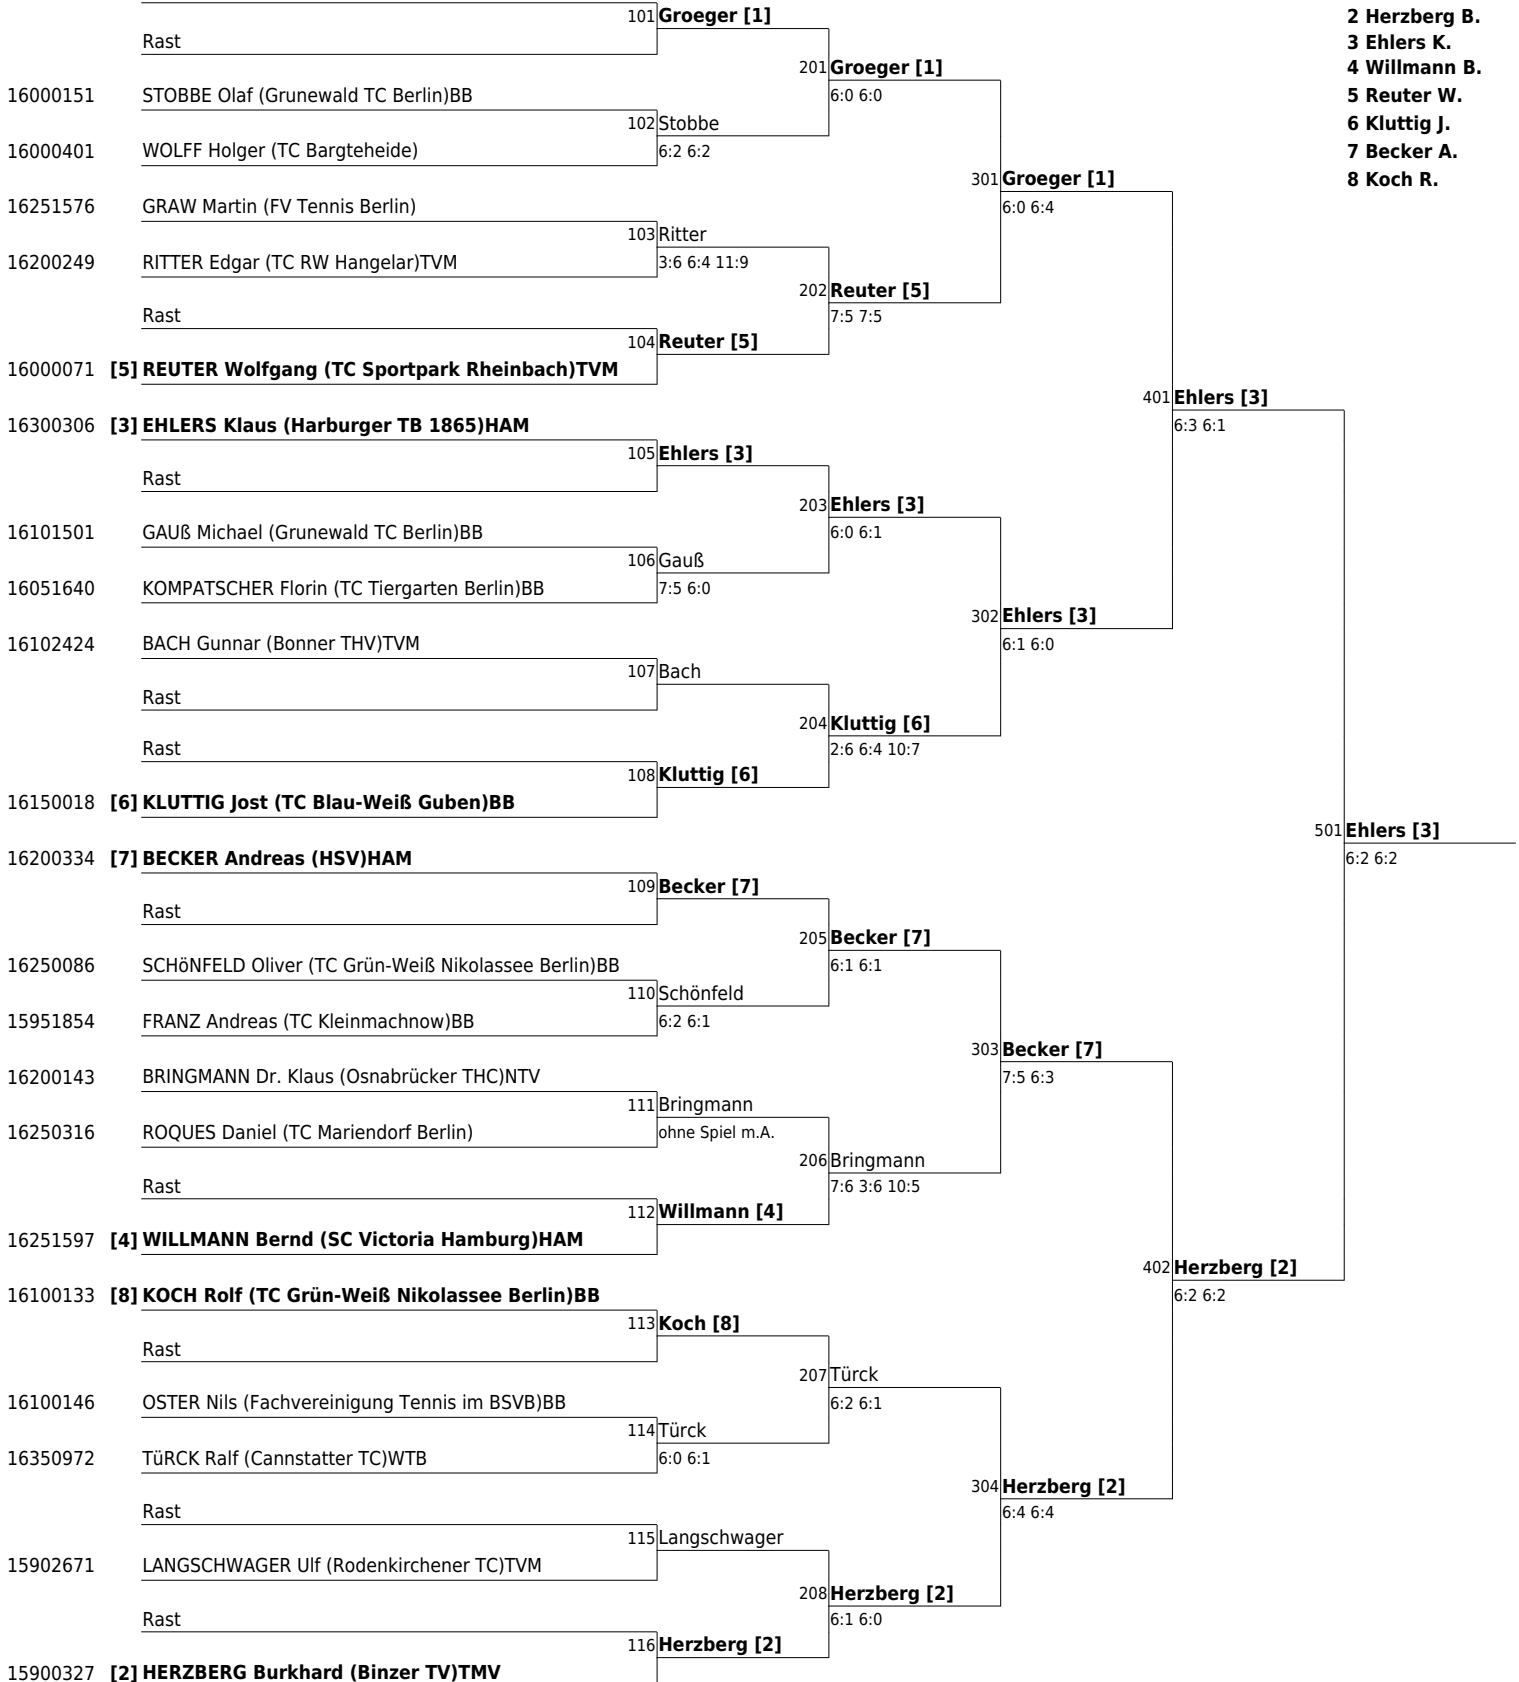 101 Groeger [1]
2 Herzberg B.
Rast
3 Ehlers K.
201 Groeger [1]
4 Willmann B.
16000151 STOBBE Olaf (Grunewald TC Berlin)BB
6:0 6:0
5 Reuter W.
102 Stobbe
6 Kluttig J.
16000401 WOLFF Holger (TC Bargteheide)
6:2 6:2
7 Becker A.
301 Groeger [1]
8 Koch R.
16251576 GRAW Martin (FV Tennis Berlin)
6:0 6:4
103 Ritter
16200249 RITTER Edgar (TC RW Hangelar)TVM
3:6 6:4 11:9
202 Reuter [5]
Rast
7:5 7:5
104 Reuter [5]
16000071 [5] REUTER Wolfgang (TC Sportpark Rheinbach)TVM
401 Ehlers [3]
16300306 [3] EHLERS Klaus (Harburger TB 1865)HAM
6:3 6:1
105 Ehlers [3]
Rast
203 Ehlers [3]
16101501 GAUß Michael (Grunewald TC Berlin)BB
6:0 6:1
106 Gauß
16051640 KOMPATSCHER Florin (TC Tiergarten Berlin)BB
7:5 6:0
302 Ehlers [3]
16102424 BACH Gunnar (Bonner THV)TVM
6:1 6:0
107 Bach
Rast
204 Kluttig [6]
Rast
2:6 6:4 10:7
108 Kluttig [6]
16150018 [6] KLUTTIG Jost (TC Blau-Weiß Guben)BB
501 Ehlers [3]
16200334 [7] BECKER Andreas (HSV)HAM
6:2 6:2
109 Becker [7]
Rast
205 Becker [7]
16250086 SCHöNFELD Oliver (TC Grün-Weiß Nikolassee Berlin)BB
6:1 6:1
110 Schönfeld
15951854 FRANZ Andreas (TC Kleinmachnow)BB
6:2 6:1
303 Becker [7]
16200143 BRINGMANN Dr. Klaus (Osnabrücker THC)NTV
7:5 6:3
111 Bringmann
16250316 ROQUES Daniel (TC Mariendorf Berlin)
ohne Spiel m.A.
206 Bringmann
Rast
7:6 3:6 10:5
112 Willmann [4]
16251597 [4] WILLMANN Bernd (SC Victoria Hamburg)HAM
402 Herzberg [2]
16100133 [8] KOCH Rolf (TC Grün-Weiß Nikolassee Berlin)BB
6:2 6:2
113 Koch [8]
Rast
207 Türck
16100146 OSTER Nils (Fachvereinigung Tennis im BSVB)BB
6:2 6:1
114 Türck
16350972 TüRCK Ralf (Cannstatter TC)WTB
6:0 6:1
304 Herzberg [2]
Rast
6:4 6:4
115 Langschwager
15902671 LANGSCHWAGER Ulf (Rodenkirchener TC)TVM
208 Herzberg [2]
Rast
6:1 6:0
116 Herzberg [2]
15900327 [2] HERZBERG Burkhard (Binzer TV)TMV